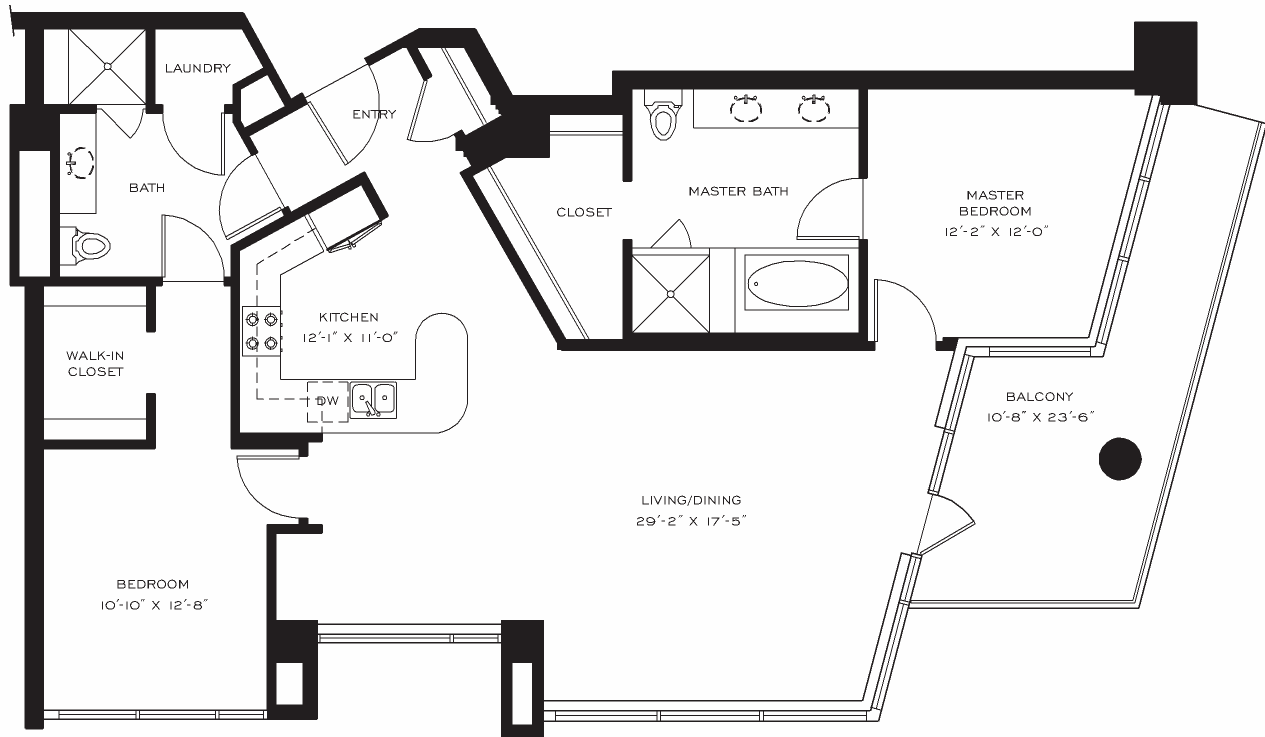 LAUNDRY
ENTRY
BATH
MASTER BATH
CLOSET
MASTER
BEDROOM
12'-2" X 12'-0"
KITCHEN
12'-1" X 11'-0"
WALK-IN
CLOSET
DW
BALCONY
10'-8" X 23'-6"
LIVING/DINING
29'-2" X 17'-5"
BEDROOM
10'-10" X 12'-8"